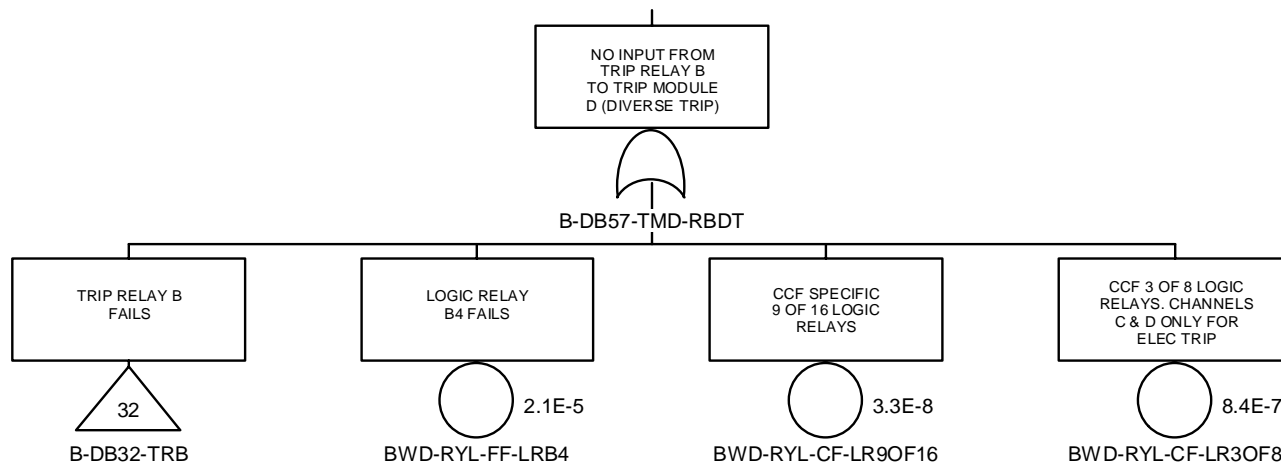 NO INPUT FROM
TRIP RELAY B
TO TRIP MODULE
D (DIVERSE TRIP)
B-DB57-TMD-RBDT
TRIP RELAY B
FAILS
32
B-DB32-TRB
LOGIC RELAY
B4 FAILS
2.1E-5
BWD-RYL-FF-LRB4
CCF SPECIFIC
9 OF 16 LOGIC
RELAYS
3.3E-8
BWD-RYL-CF-LR9OF16
CCF 3 OF 8 LOGIC
RELAYS. CHANNELS
C & D ONLY FOR
ELEC TRIP
8.4E-7
BWD-RYL-CF-LR3OF8